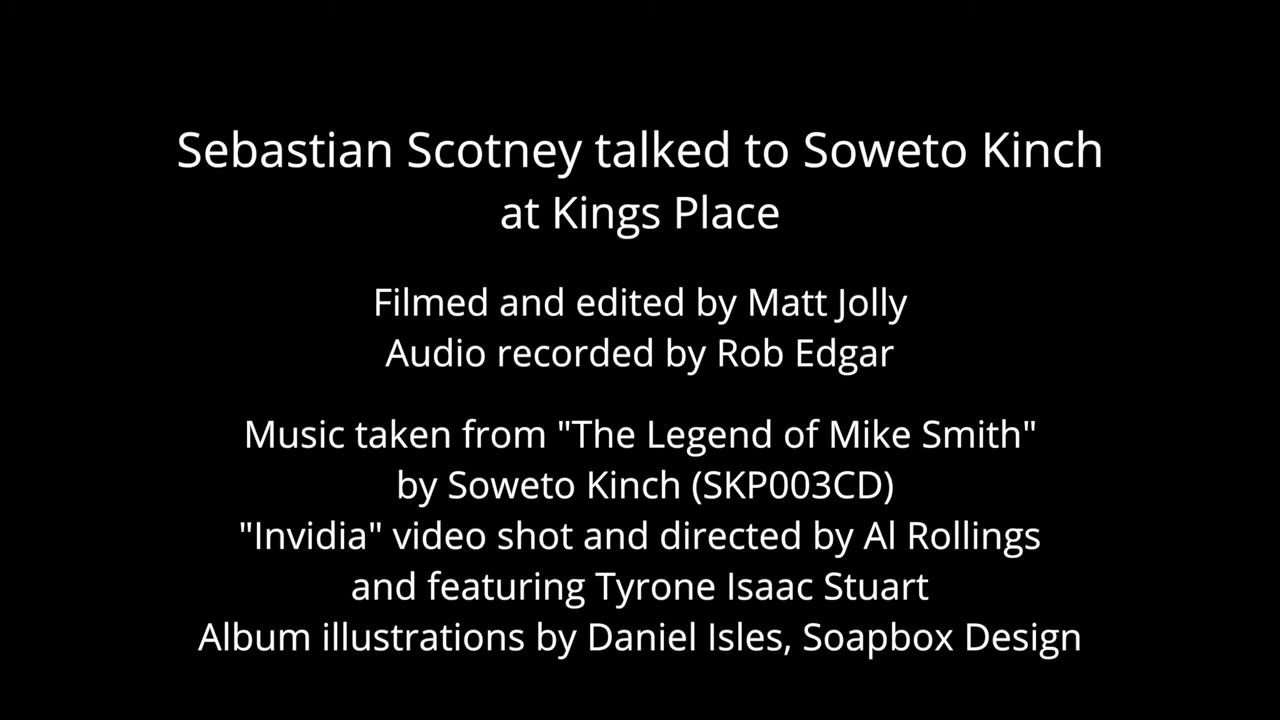 Sebastian Scotney talked to Soweto Kinch
at Kings Place
Filmed and edited by Matt Jolly
Audio recorded by Rob Edgar
Music taken from "The Legend of Mike Smith"
by Soweto Kinch (SKP003CD)
"Invidia" video shot and directed by Al Rollings
and featuring Tyrone Isaac Stuart
Album illustrations by Daniel Isles, Soapbox Design